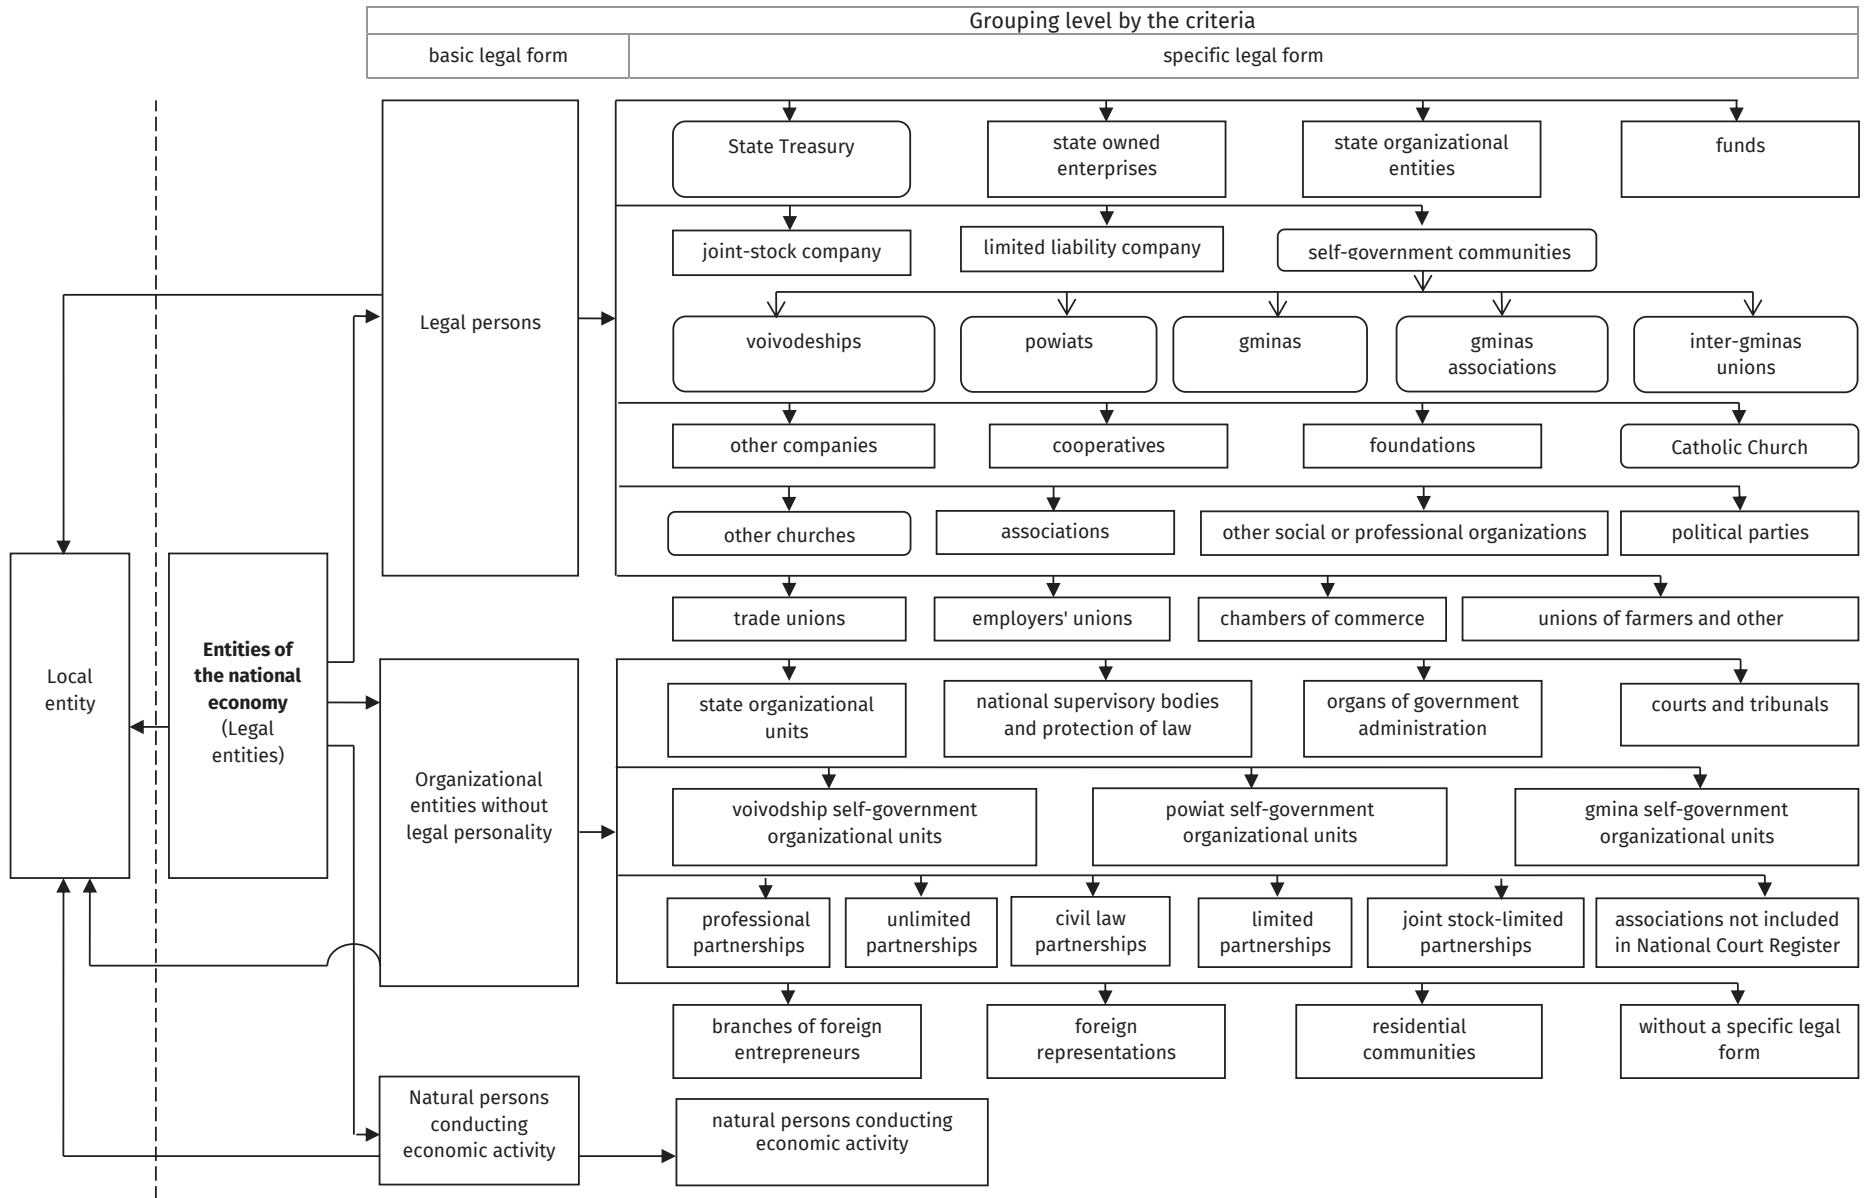 Grouping level by the criteria
basic legal form
specific legal form
State Treasury
state owned
enterprises
state organizational
entities
funds
joint-stock company
limited liability company
self-government communities
Legal persons
voivodeships
powiats
gminas
gminas
associations
inter-gminas
unions
other companies
cooperatives
foundations
Catholic Church
other churches
associations
other social or professional organizations
political parties
trade unions
employers' unions
chambers of commerce
unions of farmers and other
Local
entity
Entities of
the national
economy
(Legal
entities)
Organizational
entities without
legal personality
state organizational
units
national supervisory bodies
and protection of law
organs of government
administration
courts and tribunals
voivodship self-government
organizational units
powiat self-government
organizational units
gmina self-government
organizational units
professional
partnerships
unlimited
partnerships
civil law
partnerships
limited
partnerships
joint stock-limited
partnerships
associations not included
in National Court Register
branches of foreign
entrepreneurs
foreign
representations
residential
communities
without a specific legal
form
Natural persons
conducting
economic activity
natural persons conducting
economic activity